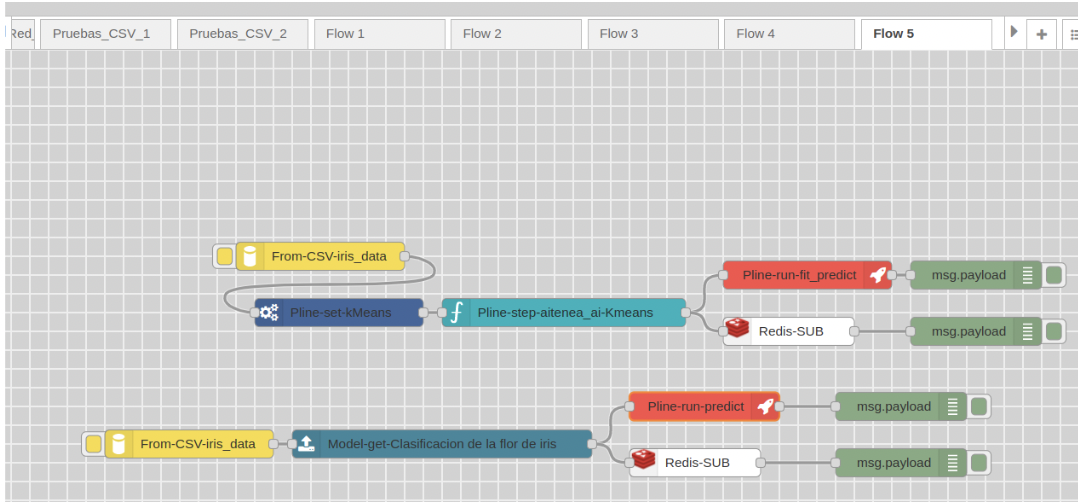 Red_
Pruebas_CSV_1
Pruebas_CSV_2
Flow 1
Flow 2
Flow 3
Flow 4
Flow 5
From-CSV-iris_data
Pline-run-fit_predict
msg.payload
Pline-set-kMeans
Pline-step-aitenea_ai-Kmeans
Redis-SUB
msg.payload
Pline-run-predict
msg.payload
From-CSV-iris_data
Model-get-Clasificacion de la flor de iris
Redis-SUB
msg.payload